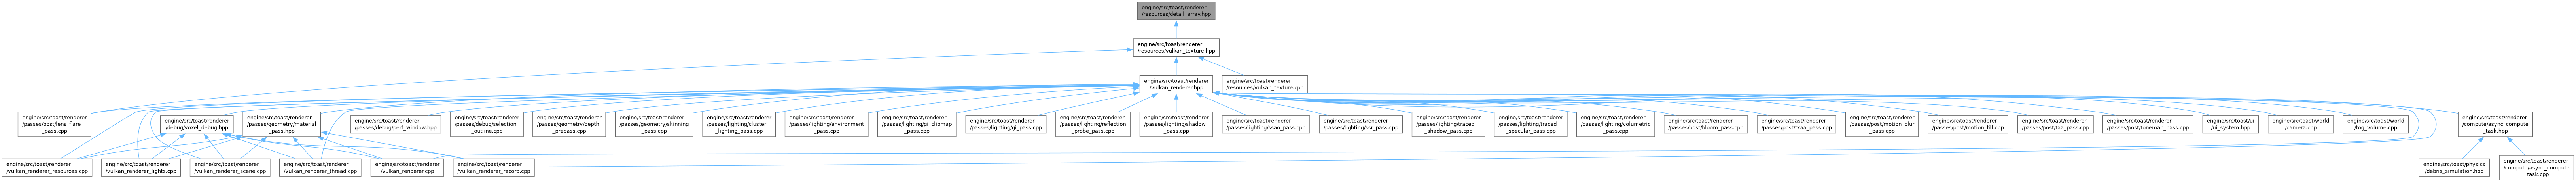 engine/src/toast/renderer
/resources/detail_array.hpp
engine/src/toast/renderer
/resources/vulkan_texture.hpp
engine/src/toast/renderer
/vulkan_renderer.hpp
engine/src/toast/renderer
/resources/vulkan_texture.cpp
engine/src/toast/renderer
/passes/post/lens_flare
_pass.cpp
engine/src/toast/renderer
/debug/voxel_debug.hpp
engine/src/toast/renderer
/passes/geometry/material
_pass.hpp
engine/src/toast/renderer
/passes/debug/perf_window.hpp
engine/src/toast/renderer
/passes/debug/selection
_outline.cpp
engine/src/toast/renderer
/passes/geometry/depth
_prepass.cpp
engine/src/toast/renderer
/passes/geometry/skinning
_pass.cpp
engine/src/toast/renderer
/passes/lighting/cluster
_lighting_pass.cpp
engine/src/toast/renderer
/passes/lighting/environment
_pass.cpp
engine/src/toast/renderer
/passes/lighting/gi_clipmap
_pass.cpp
engine/src/toast/renderer
/passes/lighting/gi_pass.cpp
engine/src/toast/renderer
/passes/lighting/reflection
_probe_pass.cpp
engine/src/toast/renderer
/passes/lighting/shadow
_pass.cpp
engine/src/toast/renderer
/passes/lighting/ssao_pass.cpp
engine/src/toast/renderer
/passes/lighting/ssr_pass.cpp
engine/src/toast/renderer
/passes/lighting/traced
_shadow_pass.cpp
engine/src/toast/renderer
/passes/lighting/traced
_specular_pass.cpp
engine/src/toast/renderer
/passes/lighting/volumetric
_pass.cpp
engine/src/toast/renderer
/passes/post/bloom_pass.cpp
engine/src/toast/renderer
/passes/post/fxaa_pass.cpp
engine/src/toast/renderer
/passes/post/motion_blur
_pass.cpp
engine/src/toast/renderer
/passes/post/motion_fill.cpp
engine/src/toast/renderer
/passes/post/taa_pass.cpp
engine/src/toast/renderer
/passes/post/tonemap_pass.cpp
engine/src/toast/ui
/ui_system.hpp
engine/src/toast/world
/camera.cpp
engine/src/toast/world
/fog_volume.cpp
engine/src/toast/renderer
/compute/async_compute
_task.hpp
engine/src/toast/renderer
/vulkan_renderer_resources.cpp
engine/src/toast/renderer
/vulkan_renderer_lights.cpp
engine/src/toast/renderer
/vulkan_renderer_scene.cpp
engine/src/toast/renderer
/vulkan_renderer_thread.cpp
engine/src/toast/renderer
/vulkan_renderer.cpp
engine/src/toast/renderer
/vulkan_renderer_record.cpp
engine/src/toast/physics
/debris_simulation.hpp
engine/src/toast/renderer
/compute/async_compute
_task.cpp